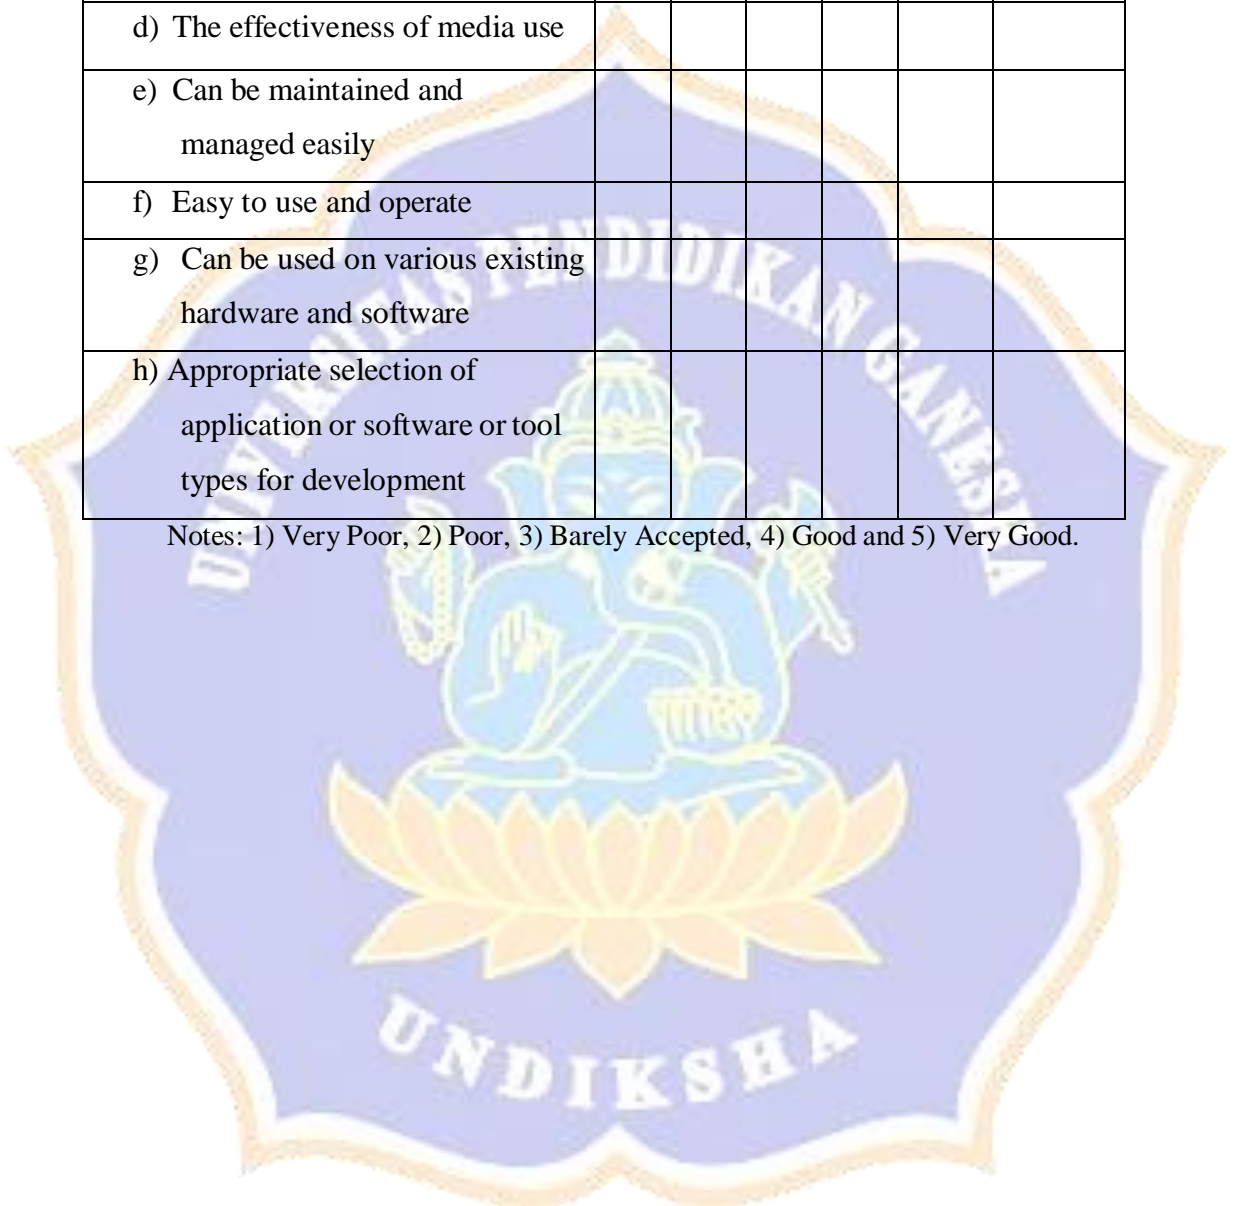 d) The effectiveness of media use
e) Can be maintained and
managed easily
f) Easy to use and operate
g) Can be used on various existing
hardware and software
h) Appropriate selection of
application or software or tool
types for development
Notes: 1) Very Poor, 2) Poor, 3) Barely Accepted, 4) Good and 5) Very Good.
UNIVERSITAS PENDIDIKAN GANESHA
UNDIKSHA